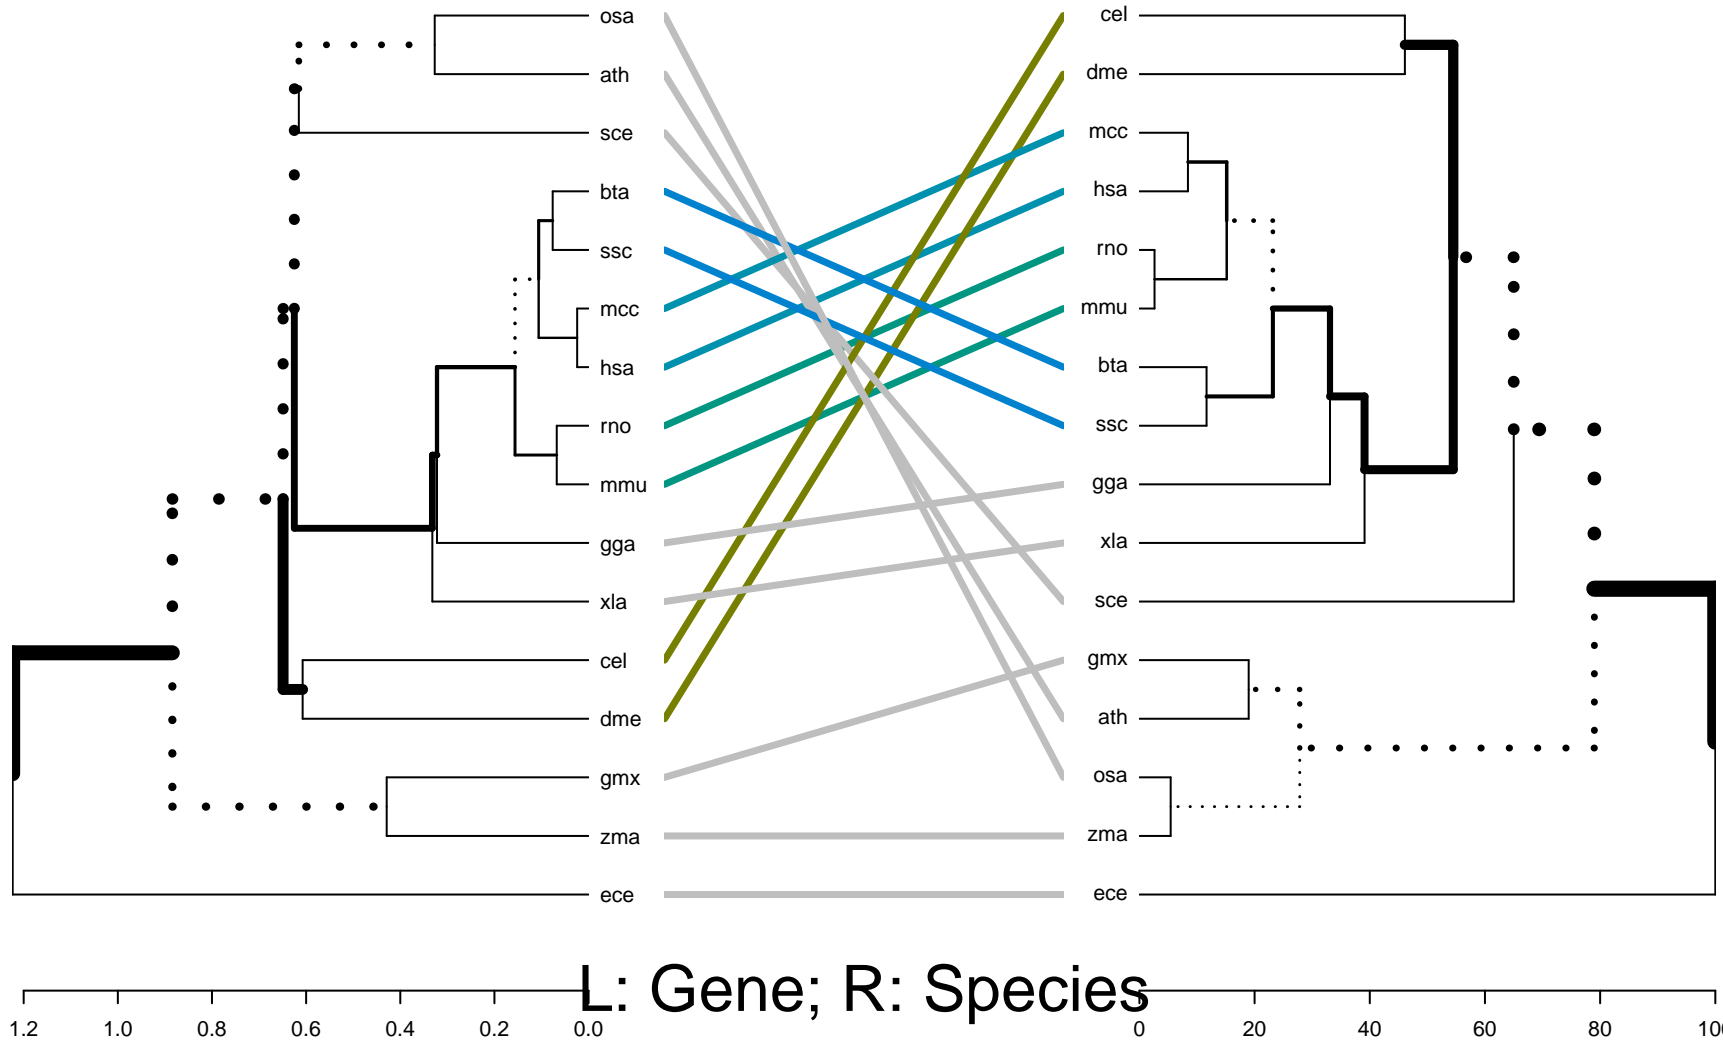 osa
ath
sce
bta
ssc
mcc
hsa
rno
mmu
gga
xla
cel
dme
gmx
zma
ece
cel
dme
mcc
hsa
rno
mmu
bta
ssc
gga
xla
sce
gmx
ath
osa
zma
ece
L: Gene; R: Species
1.2 1.0 0.8 0.6 0.4 0.2 0.0
0 20 40 60 80 100